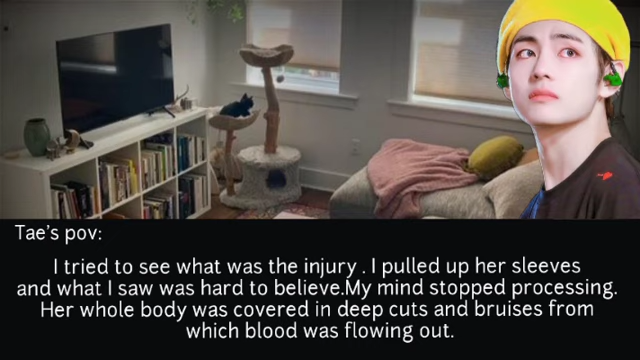 Tae's pov:
I tried to see what was the injury . I pulled up her sleeves
and what I saw was hard to believe.My mind stopped processing.
Her whole body was covered in deep cuts and bruises from
which blood was flowing out.